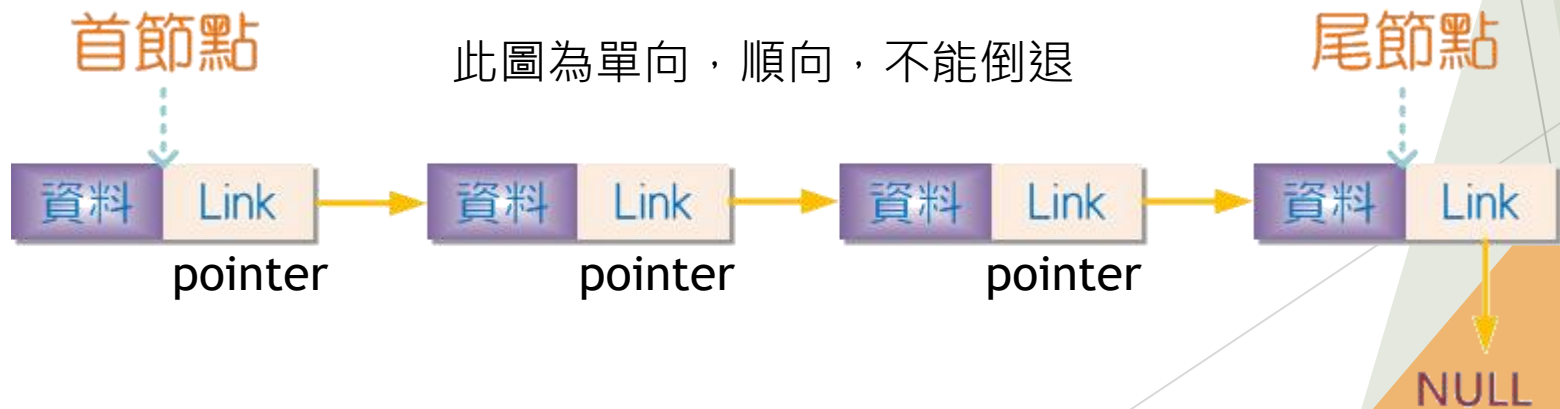 首節點
此圖為單向，順向，不能倒退
尾節點
資料 Link
資料 Link
資料 Link
資料 Link
pointer
pointer
pointer
NULL